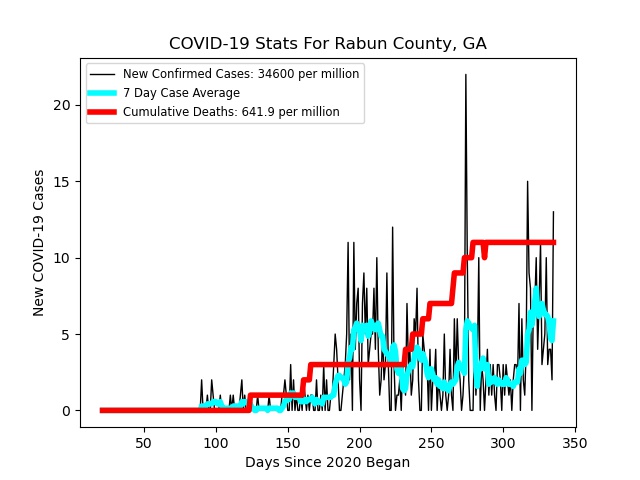 COVID-19 Stats For Rabun County, GA
New Confirmed Cases: 34600 per million
7 Day Case Average
Cumulative Deaths: 641.9 per million
New COVID-19 Cases
20
15
10
5
0
50
100
150
200
250
300
350
Days Since 2020 Began